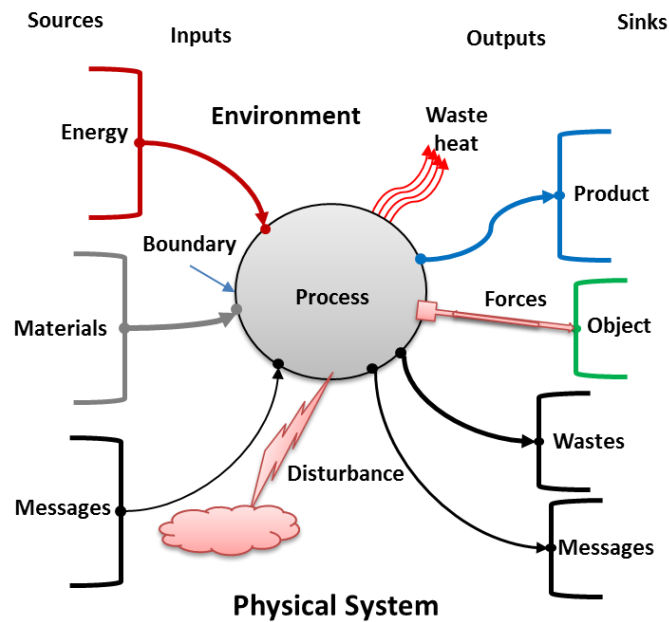 Sources
Inputs
Outputs
Sinks
Environment
Waste
heat
Energy
Product
Boundary
Process
Forces
Materials
Object
Wastes
Disturbance
Messages
Messages
Physical System